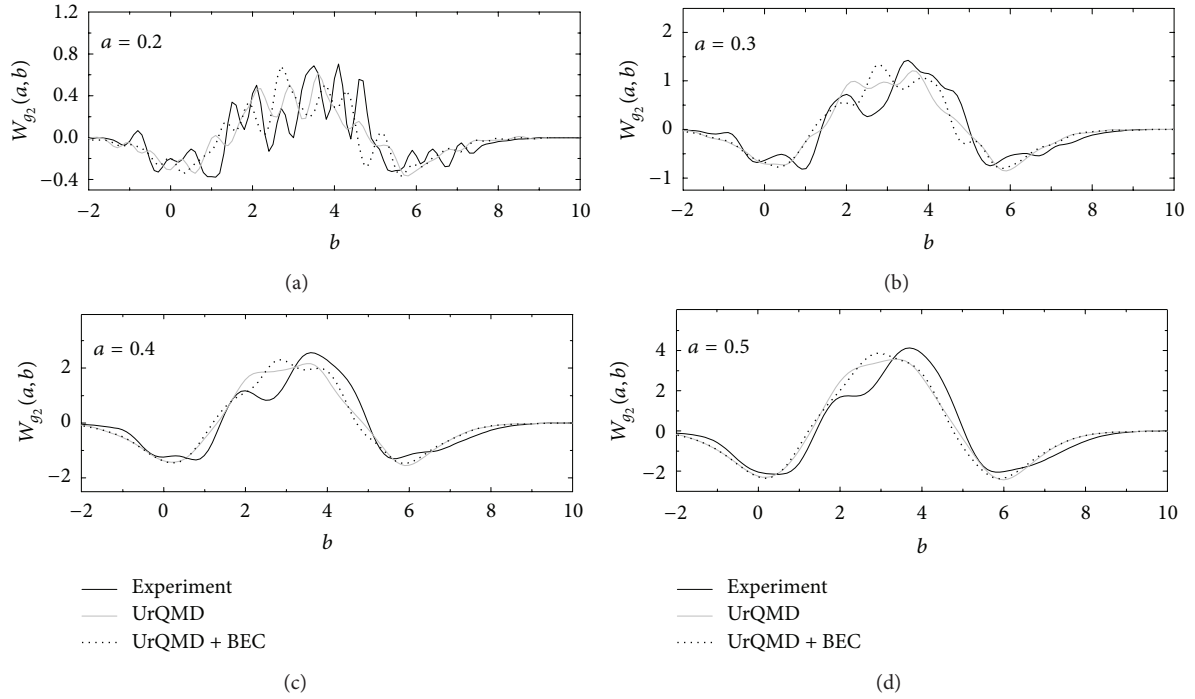 1.2
0.8
0.4
0.0
−0.4
W_{g_2}(a, b)
a = 0.2
−2
0
2
4
6
8
10
b
(a)
2
1
0
−1
W_{g_2}(a, b)
a = 0.3
−2
0
2
4
6
8
10
b
(b)
2
0
−2
W_{g_2}(a, b)
a = 0.4
−2
0
2
4
6
8
10
b
Experiment
UrQMD
UrQMD + BEC
(c)
4
2
0
−2
W_{g_2}(a, b)
a = 0.5
−2
0
2
4
6
8
10
b
Experiment
UrQMD
UrQMD + BEC
(d)